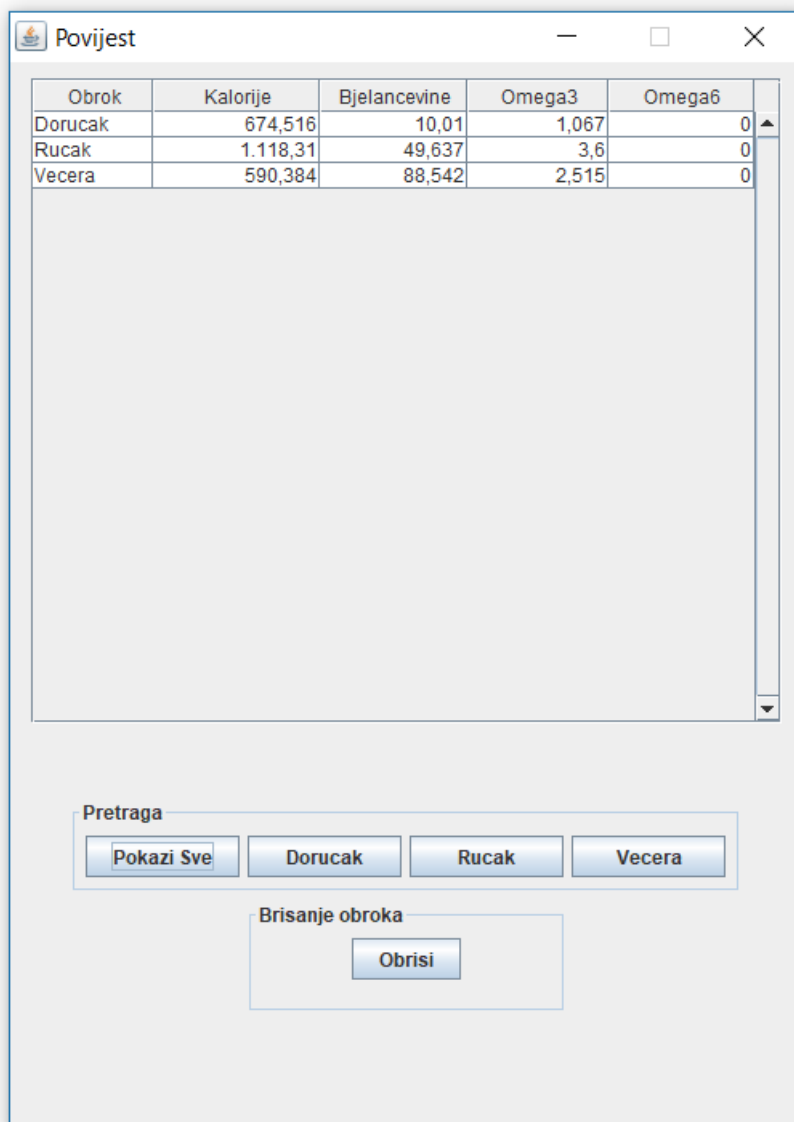 Povijest
Obrok Kalorije Bjelancevine Omega3 Omega6
Dorucak 674,516 10,01 1,067 0
Rucak 1.118,31 49,637 3,6 0
Vecera 590,384 88,542 2,515 0
Pretraga
Pokazi Sve Dorucak Rucak Vecera
Brisanje obroka
Obrisi